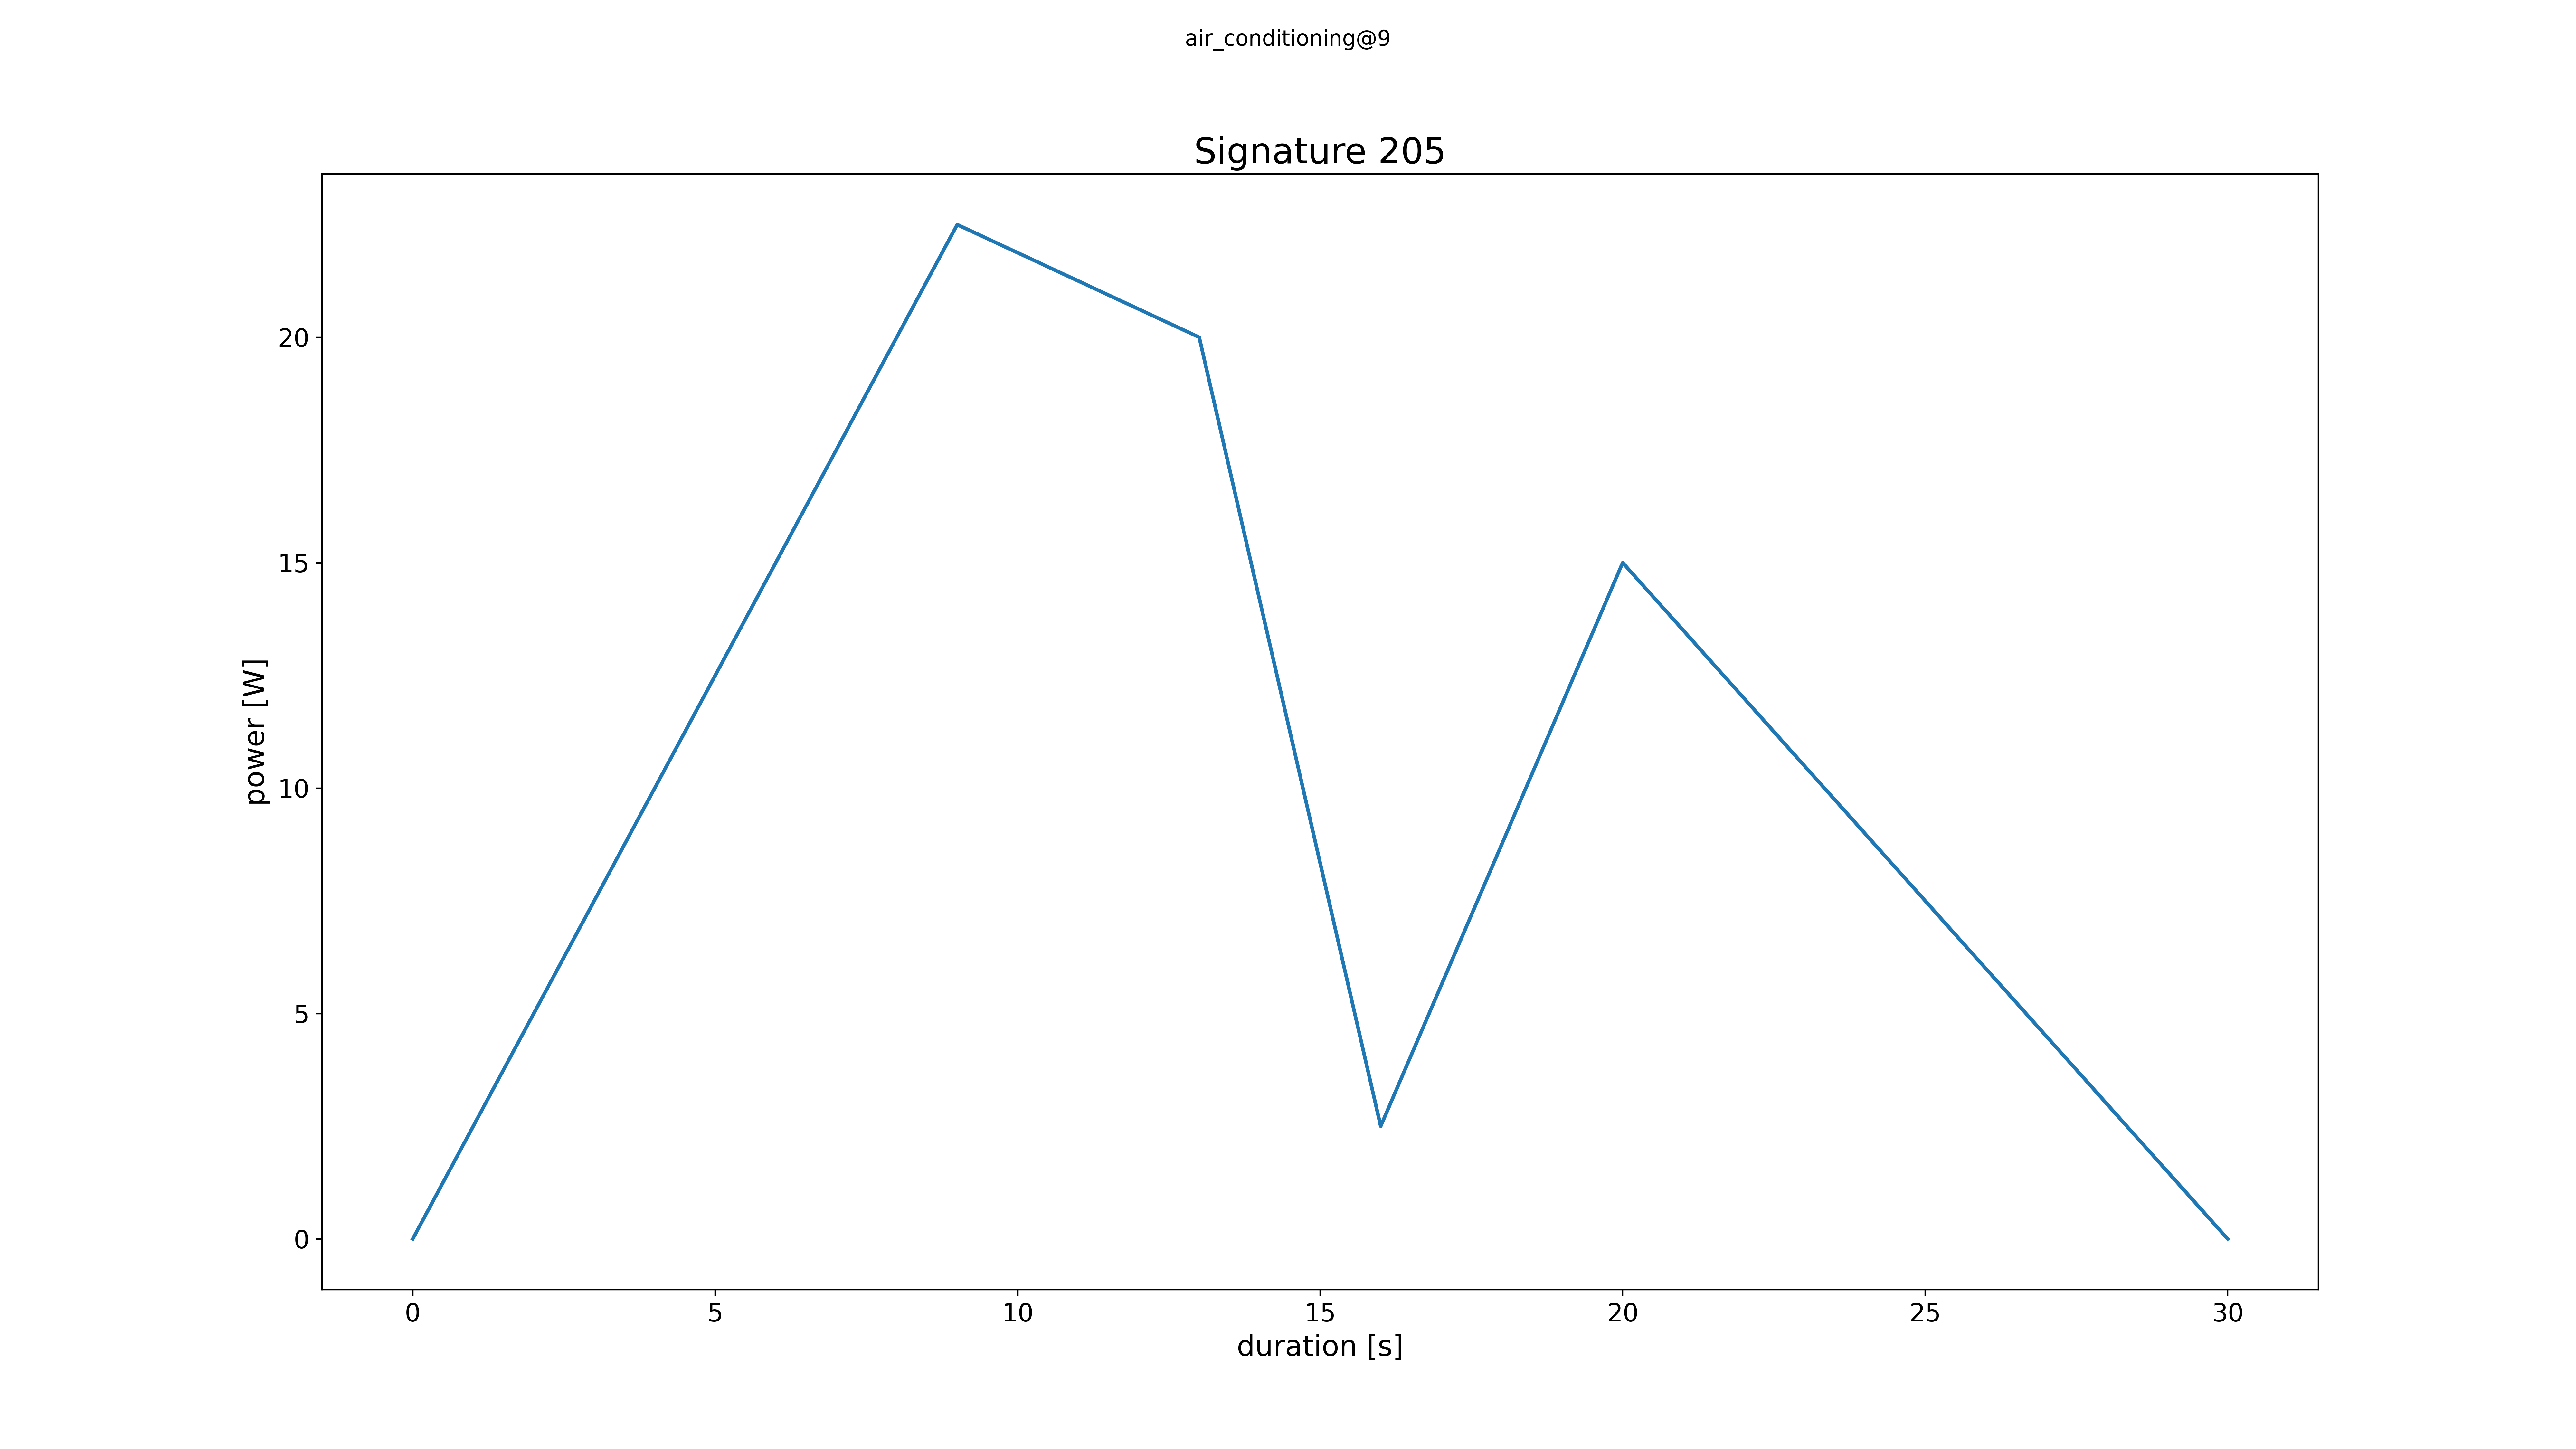 air_conditioning@9
Signature 205
power [W]
20
15
10
5
0
0 5 10 15 20 25 30
duration [s]